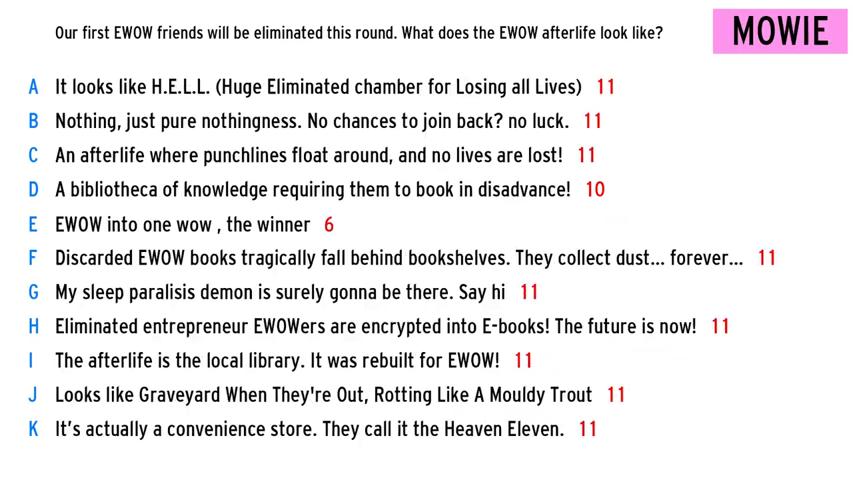 Our first EWOW friends will be eliminated this round. What does the EWOW afterlife look like?
MOWIE
A It looks like H.E.L.L. (Huge Eliminated chamber for Losing all Lives) 11
B Nothing, just pure nothingness. No chances to join back? no luck. 11
C An afterlife where punchlines float around, and no lives are lost! 11
D A bibliotheca of knowledge requiring them to book in disadvance! 10
E EWOW into one wow , the winner 6
F Discarded EWOW books tragically fall behind bookshelves. They collect dust... forever... 11
G My sleep paralisis demon is surely gonna be there. Say hi 11
H Eliminated entrepreneur EWOWers are encrypted into E-books! The future is now! 11
I The afterlife is the local library. It was rebuilt for EWOW! 11
J Looks like Graveyard When They're Out, Rotting Like A Mouldy Trout 11
K It's actually a convenience store. They call it the Heaven Eleven. 11